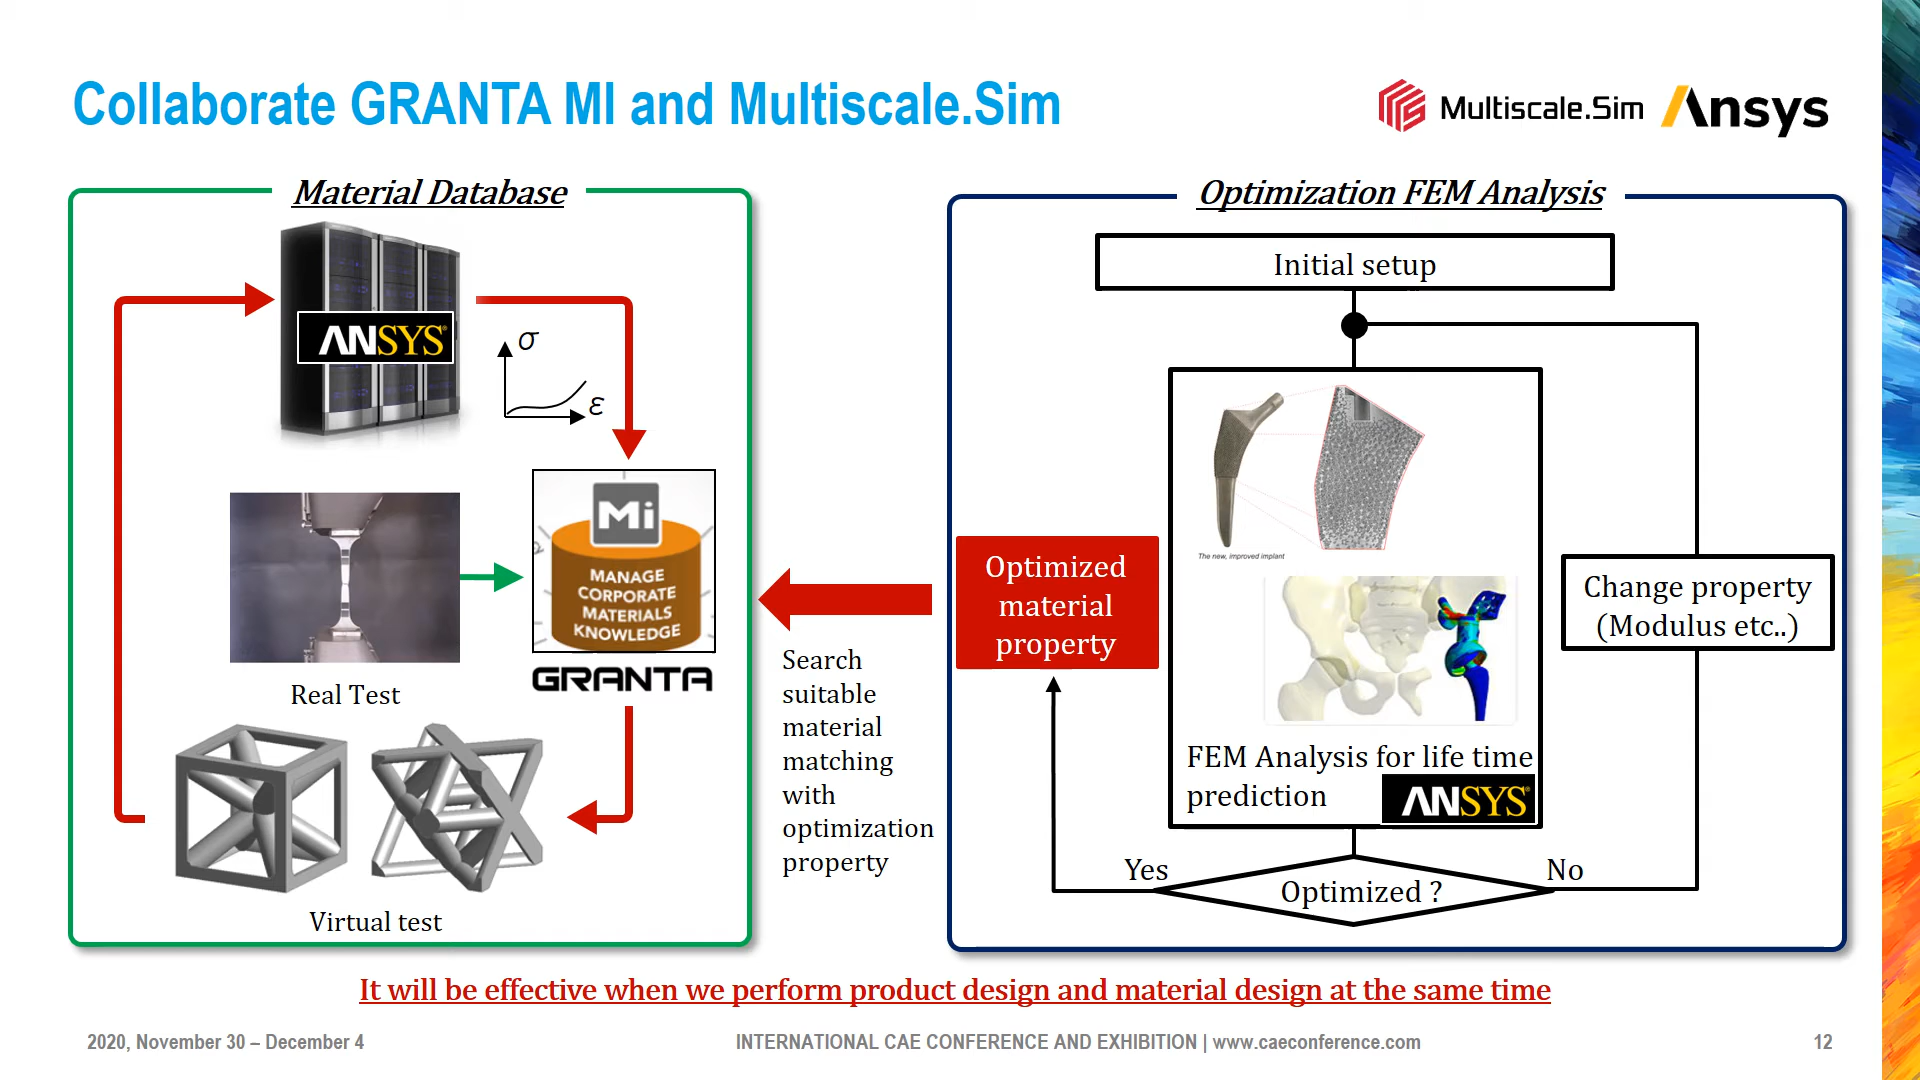 Collaborate GRANTA MI and Multiscale.Sim
Multiscale.Sim
Ansys
Material Database
ANSYS
σ
ε
Mi
MANAGE
CORPORATE
MATERIALS
KNOWLEDGE
GRANTA
Real Test
Virtual test
Search
suitable
material
matching
with
optimization
property
Optimization FEM Analysis
Initial setup
The new, improved implant
Optimized
material
property
Change property
(Modulus etc..)
FEM Analysis for life time
prediction
ANSYS
Yes
No
Optimized ?
It will be effective when we perform product design and material design at the same time
2020, November 30 – December 4
INTERNATIONAL CAE CONFERENCE AND EXHIBITION | www.caeconference.com
12